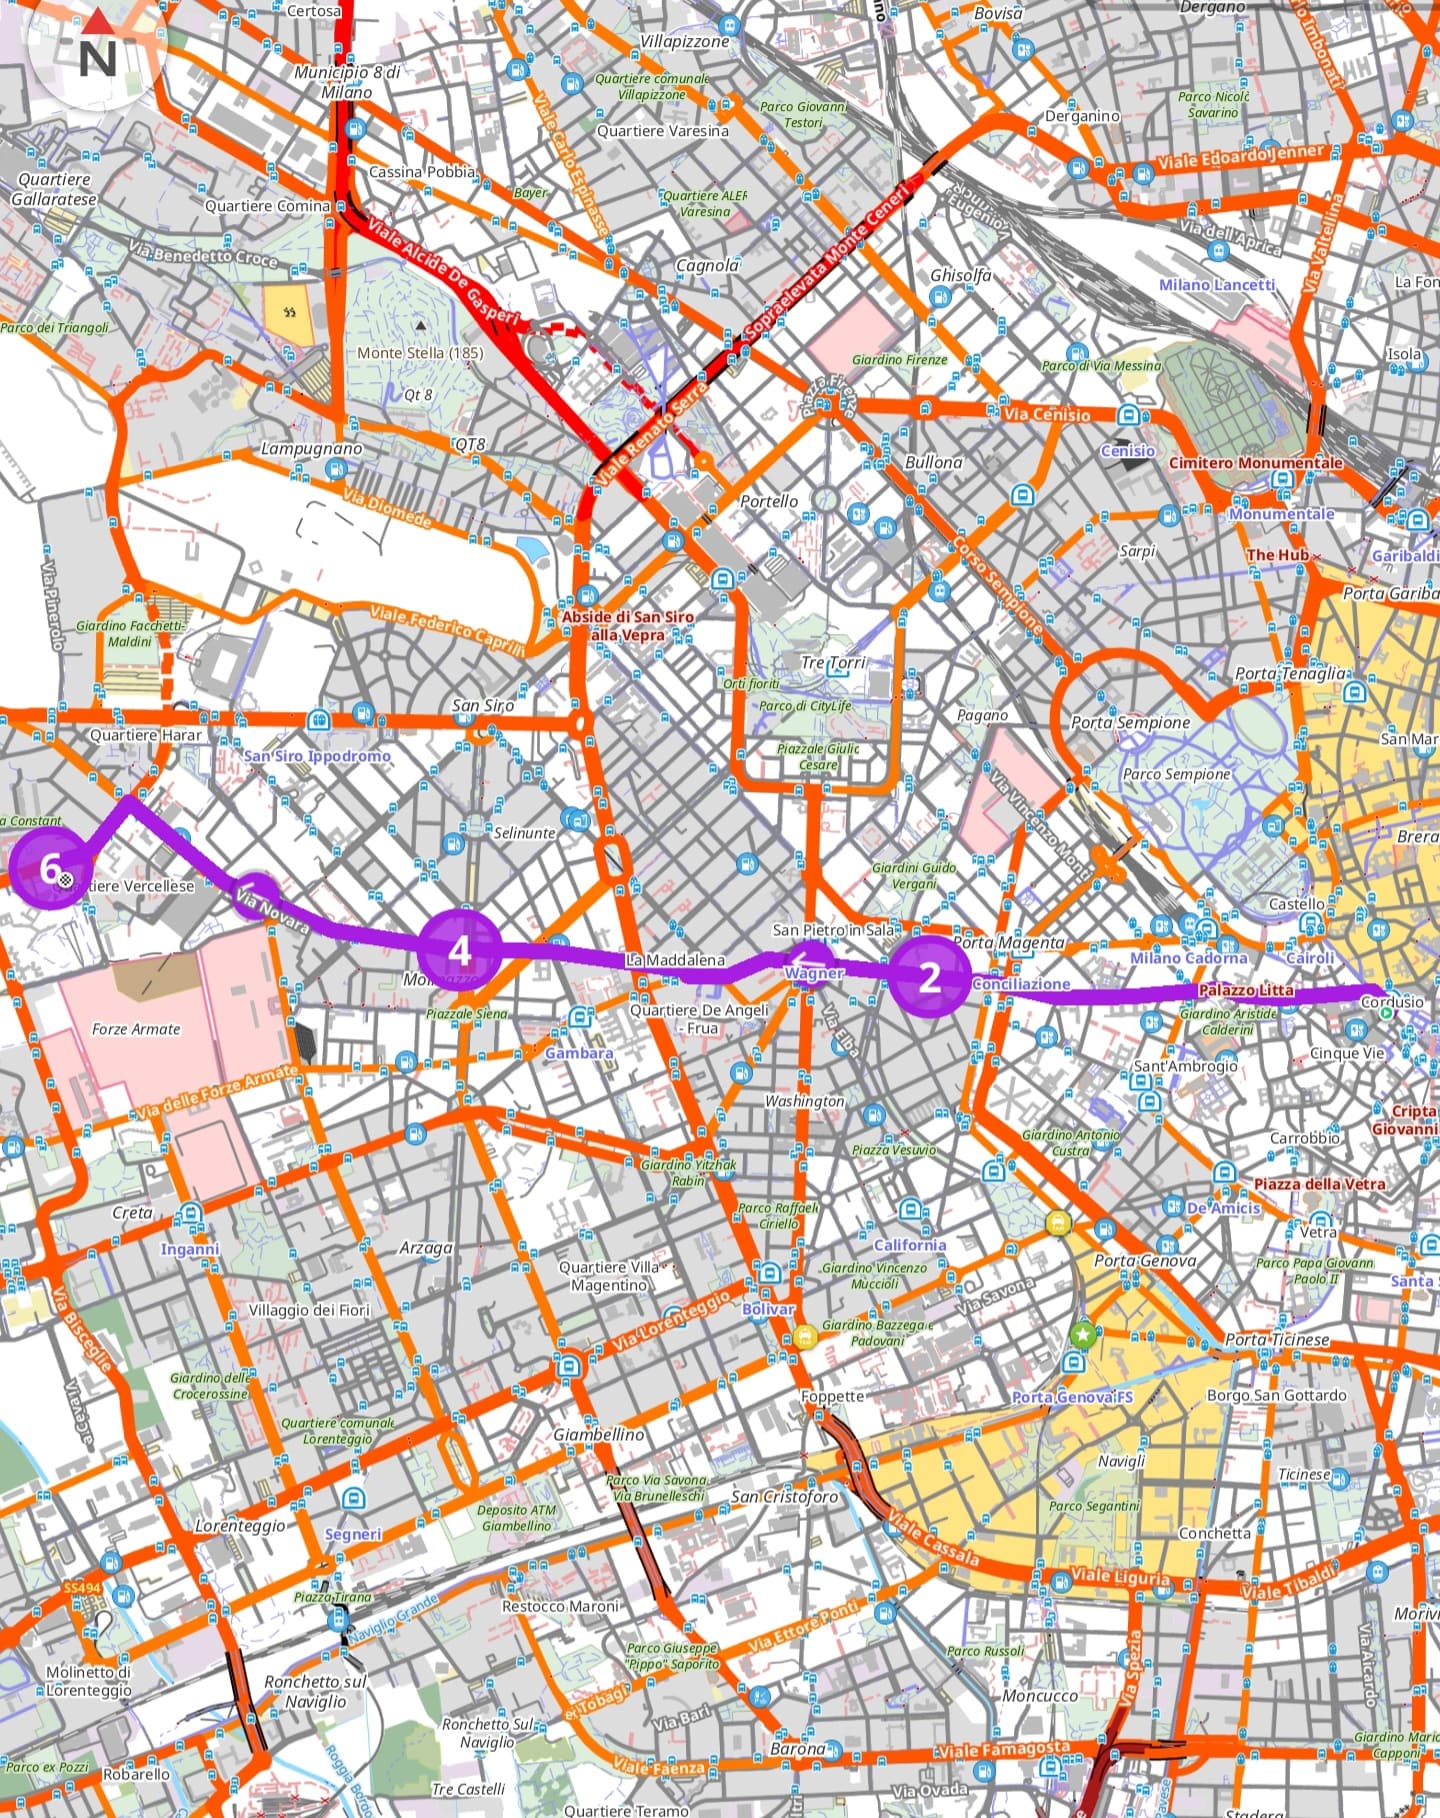 N
Certosa
Villapizzone
Bovisa
Dergano
Municipio 8 di
Milano
Quartiere comunale
Villapizzone
Parco Giovanni
Testori
Parco Nicolò
Savarino
Viale Carlo Espinasse
Quartiere Varesina
Derganino
Viale Edoardo Jenner
Quartiere
Gallaratese
Cassina Pobbia
Bayer
Quartiere ALER
Varesina
Quartiere Comina
Viale Alcide De Gasperi
Sopraelevata Monte Ceneri
Via dell'Aprica
Via Valtellina
Via Benedetto Croce
Cagnola
Ghisolfa
Milano Lancetti
La Fon
Parco dei Triangoli
Monte Stella (185)
Giardino Firenze
Parco di Via Messina
Isola
Qt 8
Piazza Firenze
Via Cenisio
Viale Renato Serra
Lampugnano
QT8
Bullona
Cenisio
Cimitero Monumentale
Via Diomede
Portello
Monumentale
Corso Sempione
Sarpi
The Hub
Garibaldi
Via Pinerolo
Porta Garibal
Giardino Facchetti-
Maldini
Viale Federico Caprilli
Abside di San Siro
alla Vepra
Tre Torri
Orti fioriti
Parco di CityLife
Porta Tenaglia
San Siro
Pagano
Porta Sempione
Quartiere Harar
San Siro Ippodromo
Piazzale Giulio
Cesare
San Mar
Parco Sempione
Via Vincenzo Monti
a Constant
Selinunte
Brera
6
Quartiere Vercellese
Giardini Guido
Vergani
Via Novara
Castello
San Pietro in Sala
4
La Maddalena
Porta Magenta
Milano Cadorna
Cairoli
Wagner
2
Conciliazione
Palazzo Litta
Cordusio
Piazzale Siena
Quartiere De Angeli
- Frua
Via Elba
Giardino Aristide
Calderini
Forze Armate
Gambara
Cinque Vie
Sant'Ambrogio
Via delle Forze Armate
Washington
Cripta
Giovanni
Giardino Antonio
Custra
Carrobbio
Piazza Vesuvio
Giardino Yitzhak
Rabin
Piazza della Vetra
Creta
Parco Raffaele
Ciriello
De Amicis
Inganni
Arzaga
California
Vetra
Quartiere Villa
Magentino
Giardino Vincenzo
Muccioli
Porta Genova
Parco Papa Giovanni
Paolo II
Santa S
Villaggio dei Fiori
Bolivar
Via Savona
Via Bisceglie
Via Lorenteggio
Giardino Bazzega e
Padovani
Porta Ticinese
Giardino delle
Crocerossine
Foppette
Porta Genova FS
Borgo San Gottardo
Quartiere comunale
Lorenteggio
Giambellino
Navigli
Parco Via Savona,
Via Brunelleschi
Ticinese
Deposito ATM
Giambellino
San Cristoforo
Parco Segantini
Lorenteggio
Segneri
Viale Cassala
Conchetta
SS494
Viale Liguria
Viale Tibaldi
Piazza Tirana
Naviglio Grande
Restocco Maroni
Via Ettore Ponti
Moriv
Parco Giuseppe
"Pippo" Saporito
Parco Russoli
Molinetto di
Lorenteggio
Ronchetto sul
Naviglio
Moncucco
Via Spezia
Via Aicardo
Ronchetto Sul
Naviglio
Via Bari
Barona
Viale Famagosta
Giardino Mario
Capponi
Parco ex Pozzi
Robarello
Viale Faenza
Tre Castelli
Via Ovada
Quartiere Teramo
Stadera